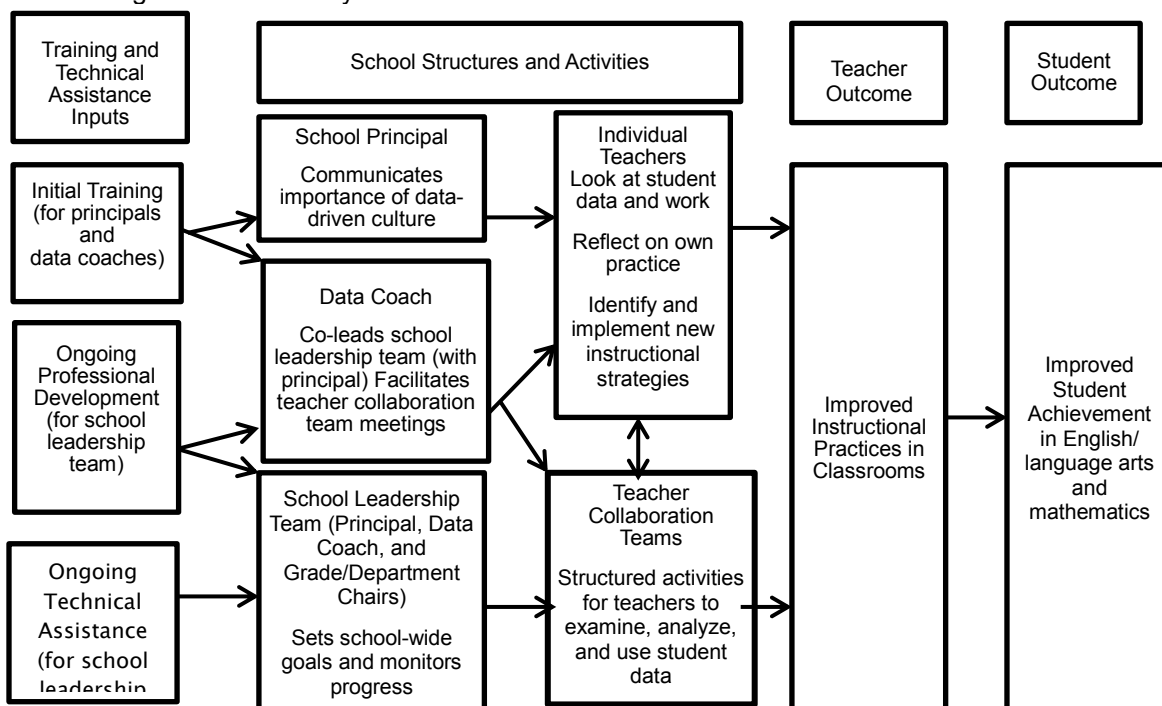 Training and
Technical
Assistance
Inputs
School Structures and Activities
Teacher
Outcome
Student
Outcome
Initial Training
(for principals
and
data coaches)
Ongoing
Professional
Development
(for school
leadership
team)
Ongoing
Technical
Assistance
(for school
leadership
School Principal
Communicates
importance of data-
driven culture
Data Coach
Co-leads school
leadership team (with
principal) Facilitates
teacher collaboration
team meetings
School Leadership
Team (Principal, Data
Coach, and
Grade/Department
Chairs)
Sets school-wide
goals and monitors
progress
Individual
Teachers
Look at student
data and work
Reflect on own
practice
Identify and
implement new
instructional
strategies
Teacher
Collaboration
Teams
Structured activities
for teachers to
examine, analyze,
and use student
data
Improved
Instructional
Practices in
Classrooms
Improved
Student
Achievement
in English/
language arts
and
mathematics